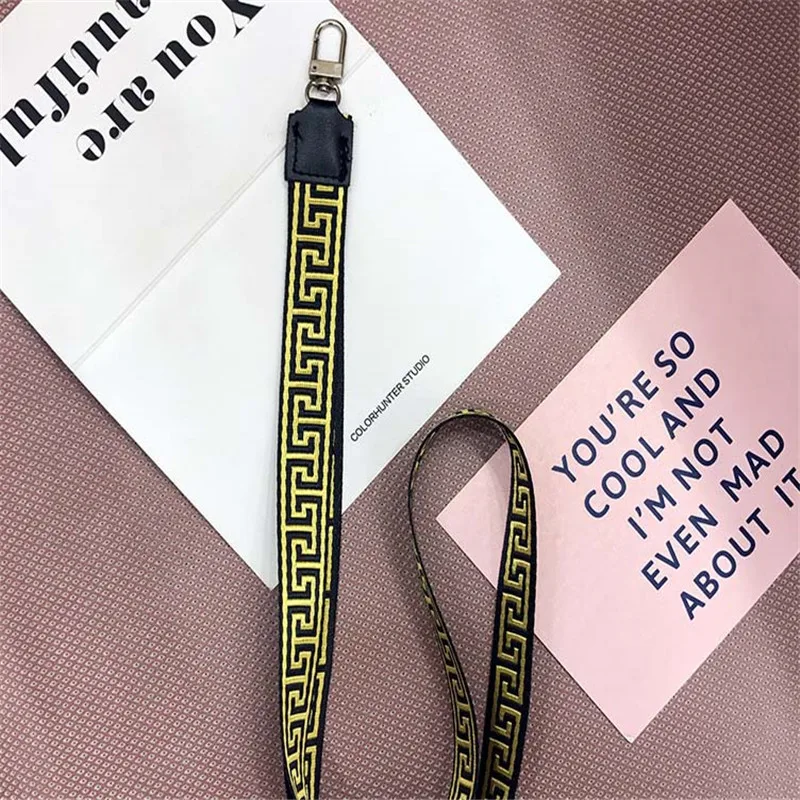 You are
autiful
COLORHUNTER STUDIO
YOU'RE SO
COOL AND
I'M NOT
EVEN MAD
ABOUT IT